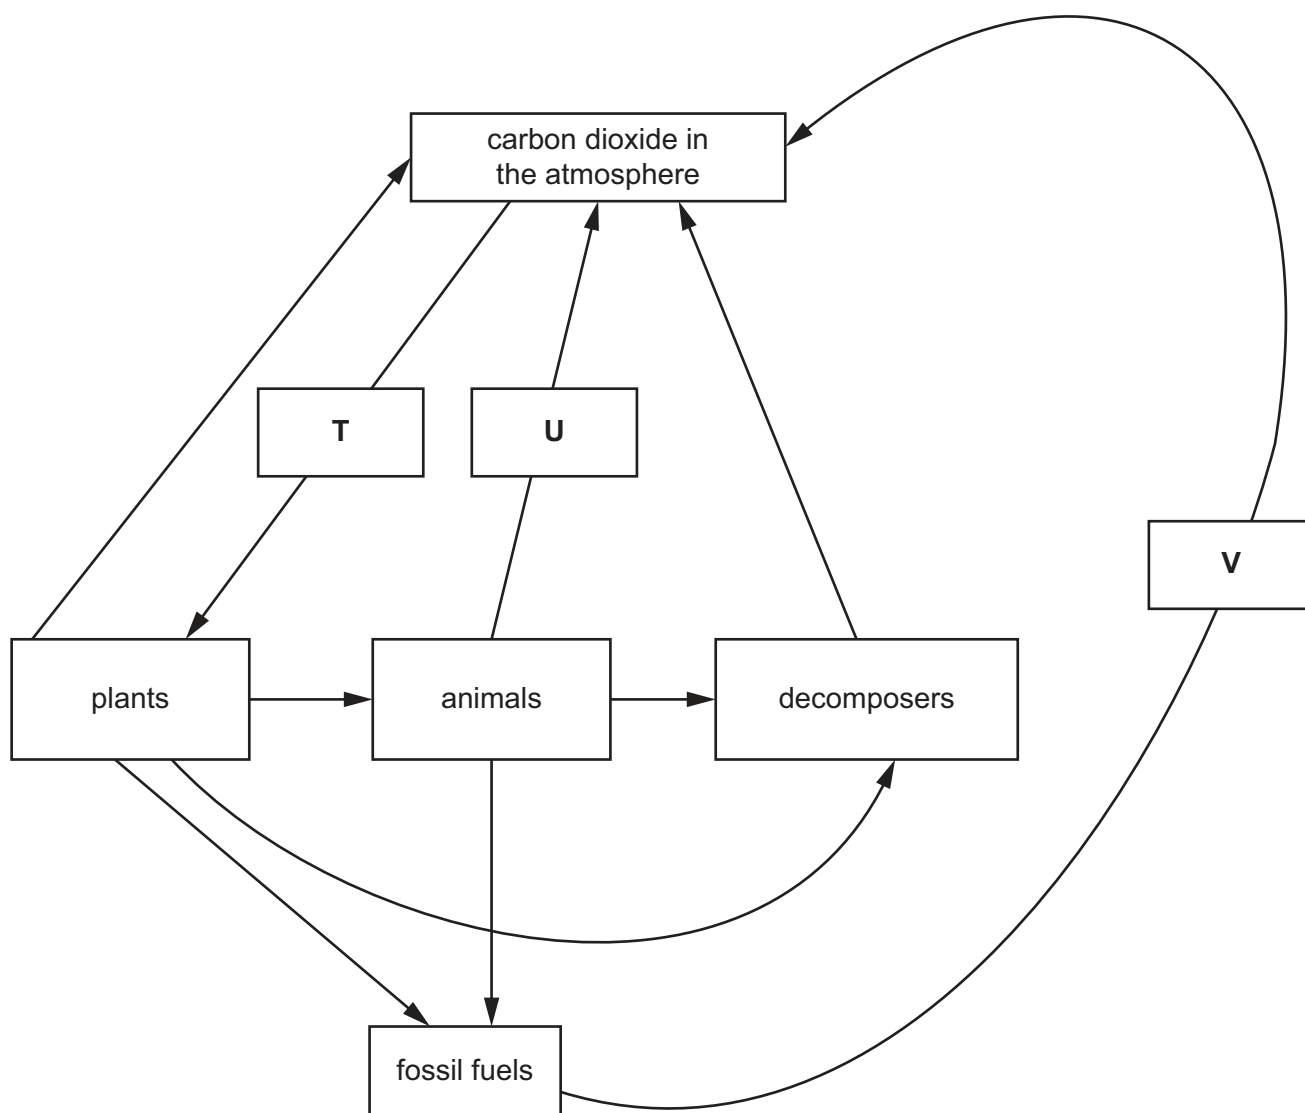 carbon dioxide in
the atmosphere
T
U
V
plants
animals
decomposers
fossil fuels